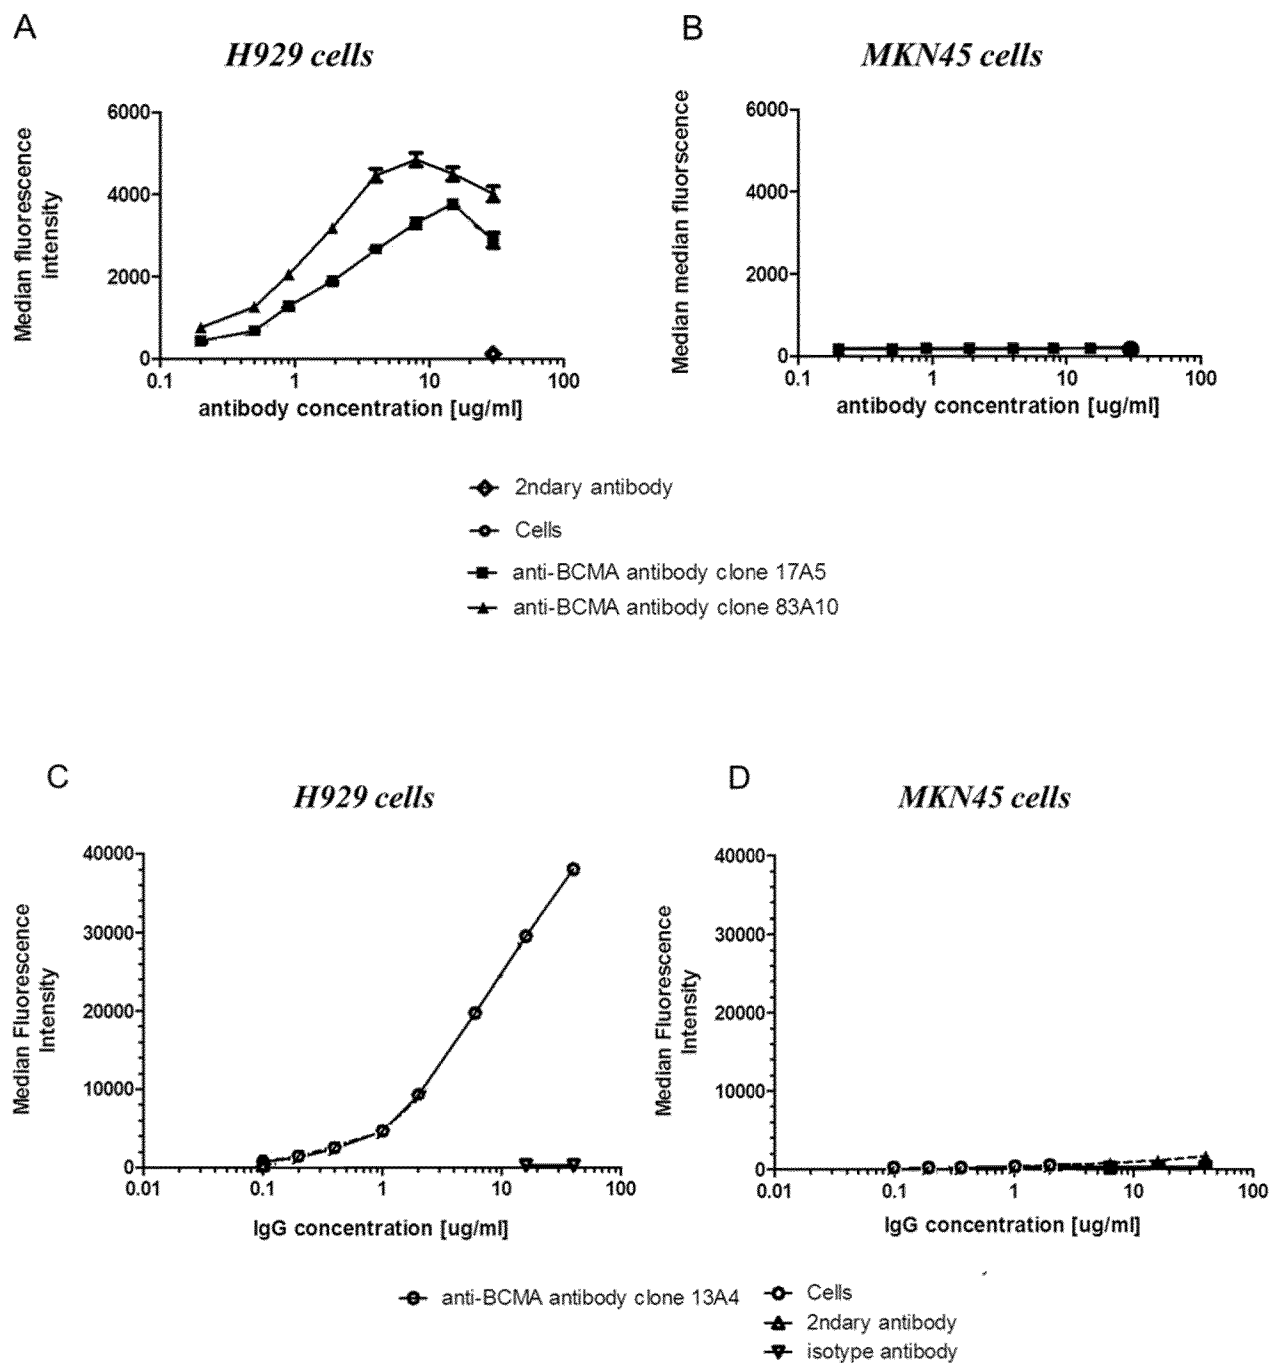 A
H929 cells
Median fluorescence
intensity
6000
4000
2000
0
0.1
1
10
100
antibody concentration [ug/ml]
B
MKN45 cells
Median median fluorscence
6000
4000
2000
0
0.1
1
10
100
antibody concentration [ug/ml]
2ndary antibody
Cells
anti-BCMA antibody clone 17A5
anti-BCMA antibody clone 83A10
C
H929 cells
Median Fluorescence
Intensity
40000
30000
20000
10000
0
0.01
0.1
1
10
100
IgG concentration [ug/ml]
D
MKN45 cells
Median Fluorescence
Intensity
40000
30000
20000
10000
0
0.01
0.1
1
10
100
IgG concentration [ug/ml]
anti-BCMA antibody clone 13A4
Cells
2ndary antibody
isotype antibody